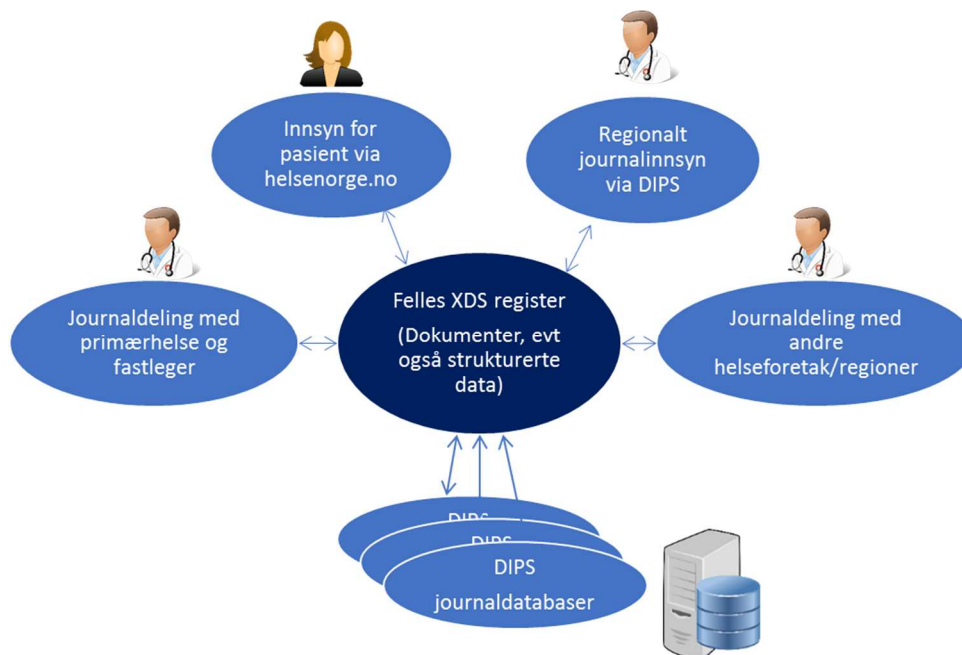 Innsyn for
pasient via
helsenorge.no
Regionalt
journalinnsyn
via DIPS
Journaldeling med
primærhelse og
fastleger
Felles XDS register
(Dokumenter, evt
også strukturerte
data)
Journaldeling med
andre
helseforetak/regioner
DIPS
DIPS
DIPS
journaldatabaser